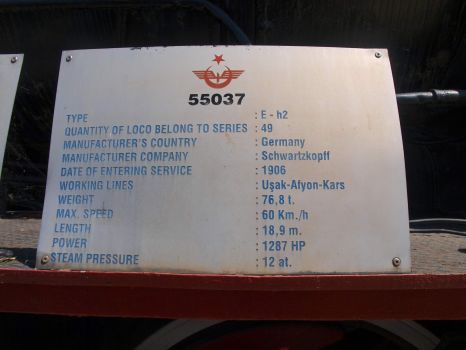 55037
TYPE : E - h2
QUANTITY OF LOCO BELONG TO SERIES : 49
MANUFACTURER'S COUNTRY : Germany
MANUFACTURER COMPANY : Schwartzkopff
DATE OF ENTERING SERVICE : 1906
WORKING LINES : Uşak-Afyon-Kars
WEIGHT : 76,8 t.
MAX. SPEED : 60 Km./h
LENGTH : 18,9 m.
POWER : 1287 HP
STEAM PRESSURE : 12 at.